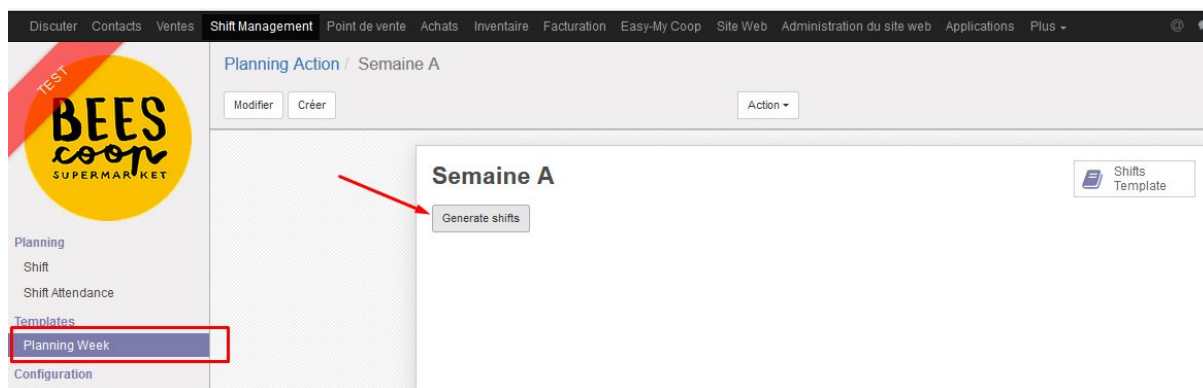 Discuter Contacts Ventes Shift Management Point de vente Achats Inventaire Facturation Easy-My Coop Site Web Administration du site web Applications Plus
TEST
BEES
coop
SUPERMARKET
Planning Action / Semaine A
Modifier Créer Action
Semaine A
Shifts
Template
Generate shifts
Planning
Shift
Shift Attendance
Templates
Planning Week
Configuration